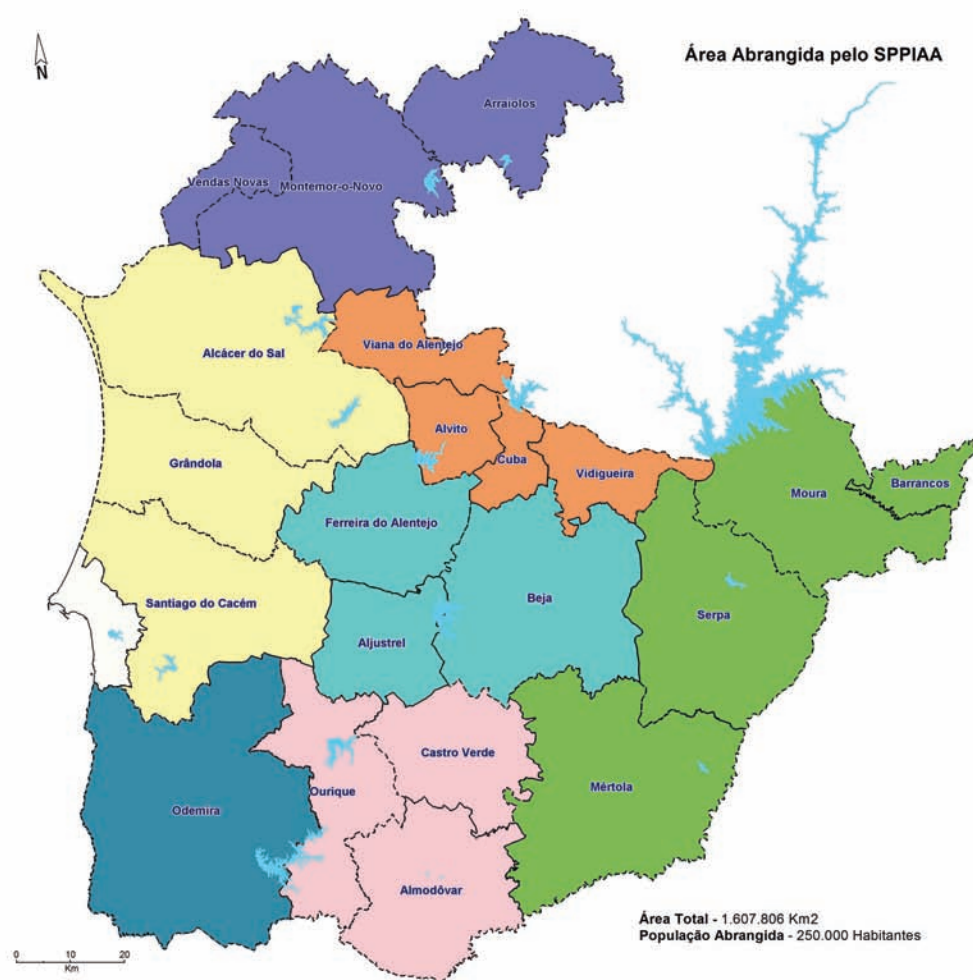 N
Área Abrangida pelo SPPIAA
Arraiolos
Vendas Novas
Montemor-o-Novo
Viana do Alentejo
Alcácer do Sal
Alvito
Cuba
Grândola
Vidigueira
Barrancos
Moura
Ferreira do Alentejo
Beja
Santiago do Cacém
Serpa
Aljustrel
Castro Verde
Mértola
Ourique
Odemira
Almodôvar
Área Total - 1.607.806 Km2
População Abrangida - 250.000 Habitantes
0 10 20
Km